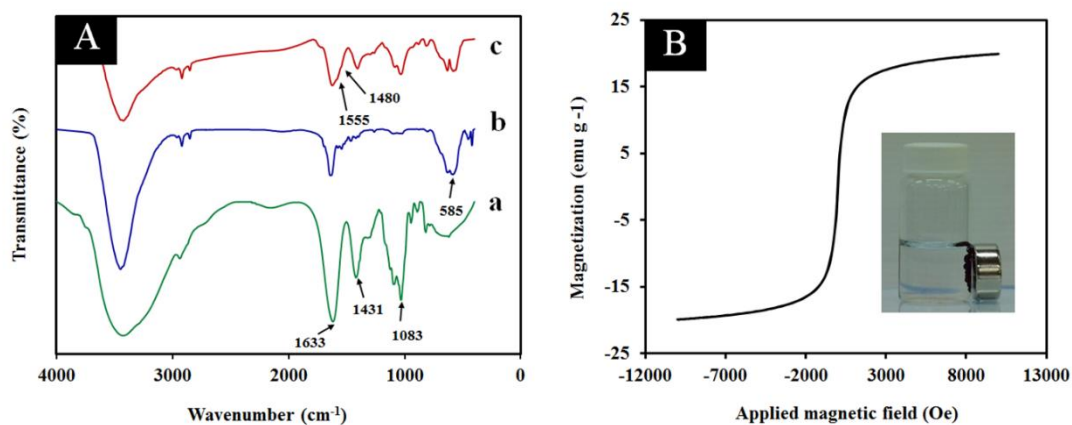 A
c
1480
1555
b
585
a
1431
1083
1633
Transmittance (%)
4000 3000 2000 1000 0
Wavenumber (cm-1)
B
Magnetization (emu g -1)
25
15
5
-5
-15
-25
-12000 -7000 -2000 3000 8000 13000
Applied magnetic field (Oe)